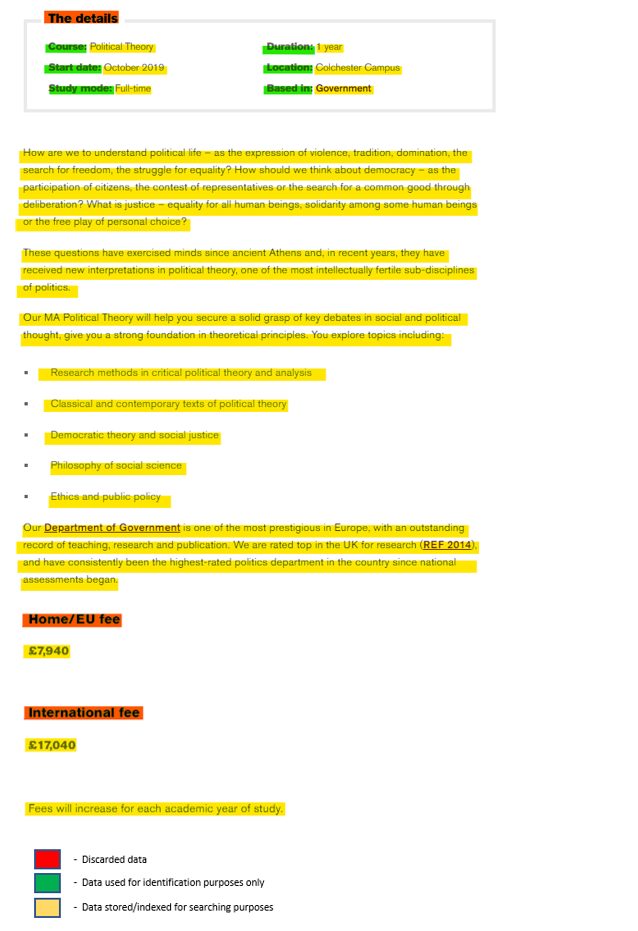 The details
Course: Political Theory
Duration: 1 year
Start date: October 2019
Location: Colchester Campus
Study mode: Full-time
Based in: Government
How are we to understand political life – as the expression of violence, tradition, domination, the
search for freedom, the struggle for equality? How should we think about democracy – as the
participation of citizens, the contest of representatives or the search for a common good through
deliberation? What is justice – equality for all human beings, solidarity among some human beings
or the free play of personal choice?
These questions have exercised minds since ancient Athens and, in recent years, they have
received new interpretations in political theory, one of the most intellectually fertile sub-disciplines
of politics.
Our MA Political Theory will help you secure a solid grasp of key debates in social and political
thought, give you a strong foundation in theoretical principles. You explore topics including:
▪ Research methods in critical political theory and analysis
▪ Classical and contemporary texts of political theory
▪ Democratic theory and social justice
▪ Philosophy of social science
▪ Ethics and public policy
Our Department of Government is one of the most prestigious in Europe, with an outstanding
record of teaching, research and publication. We are rated top in the UK for research (REF 2014),
and have consistently been the highest-rated politics department in the country since national
assessments began.
Home/EU fee
£7,940
International fee
£17,040
Fees will increase for each academic year of study.
- Discarded data
- Data used for identification purposes only
- Data stored/indexed for searching purposes